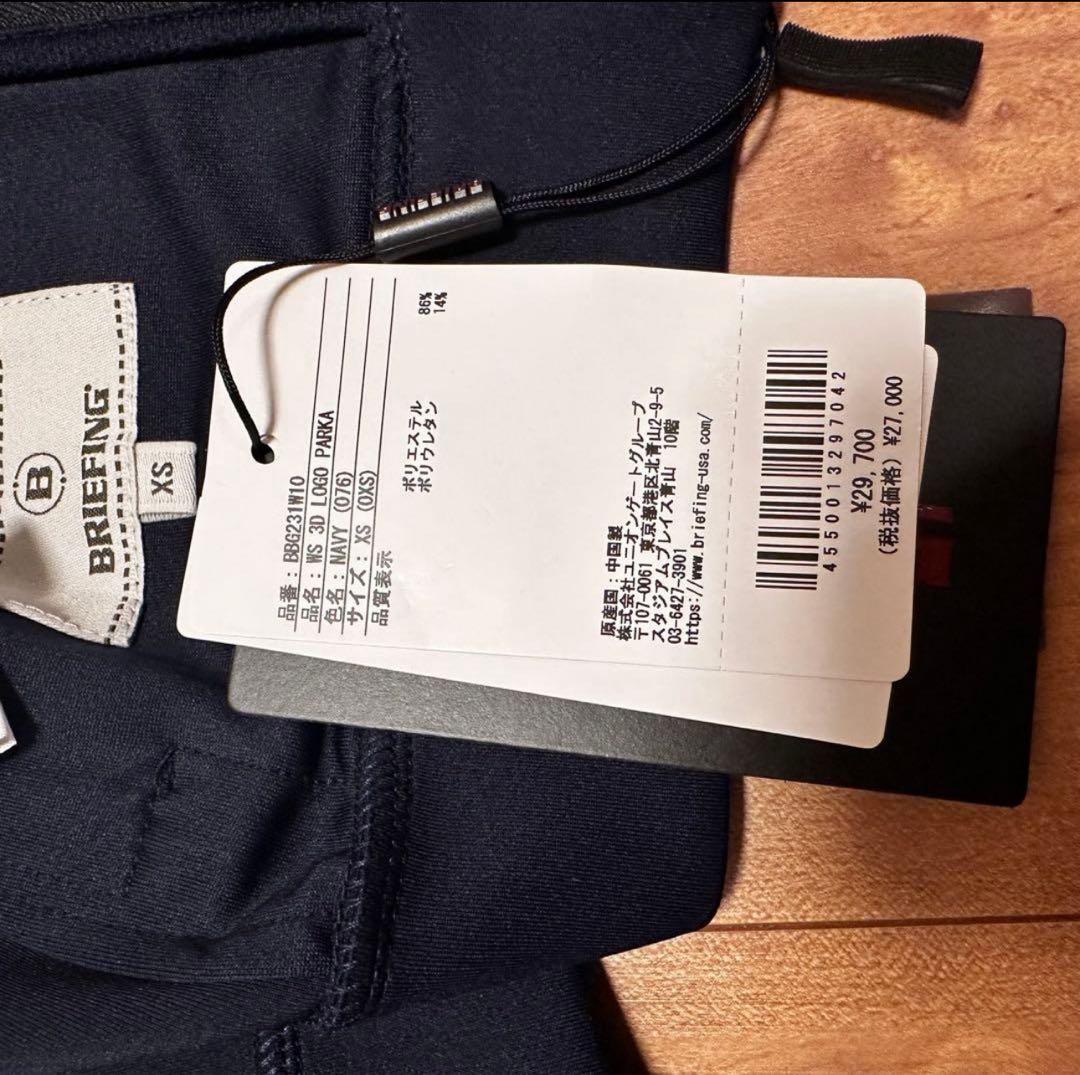 B
BRIEFING
XS
BRIEFING
品番：BBG231W10
品名：WS 3D LOGO PARKA
色名：NAVY (076)
サイズ：XS (0XS)
品質表示
ポリエステル 86%
ポリウレタン 14%
原産国：中国製
株式会社ユニオンゲートグループ
〒107-0061 東京都港区北青山2-9-5
スタジアムプレイス青山 10階
03-6427-3901
https://www.briefing-usa.com/
4550013297042
¥29,700
(税抜価格) ¥27,000